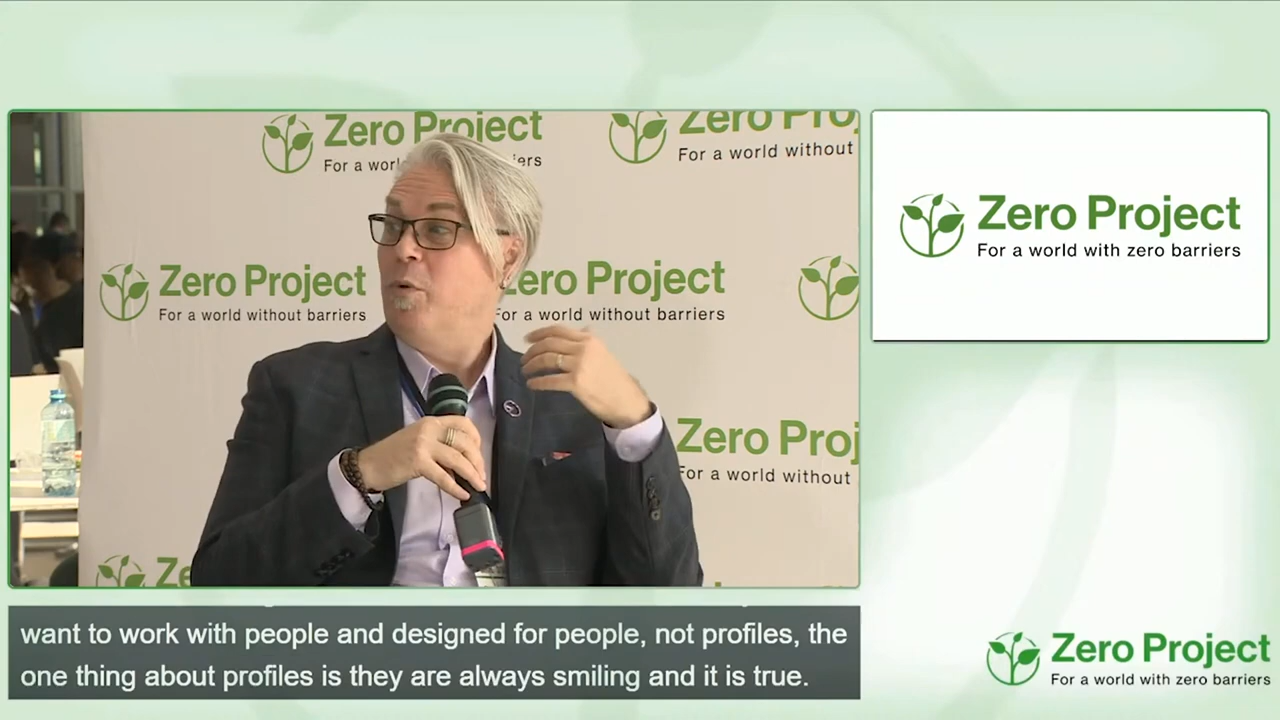 Zero Project
For a world
Zero Project
For a world without
Zero Project
For a world without barriers
Zero Project
For a world without barriers
Zero Proj
For a world without
Zero Project
For a world with zero barriers
want to work with people and designed for people, not profiles, the
one thing about profiles is they are always smiling and it is true.
Zero Project
For a world with zero barriers